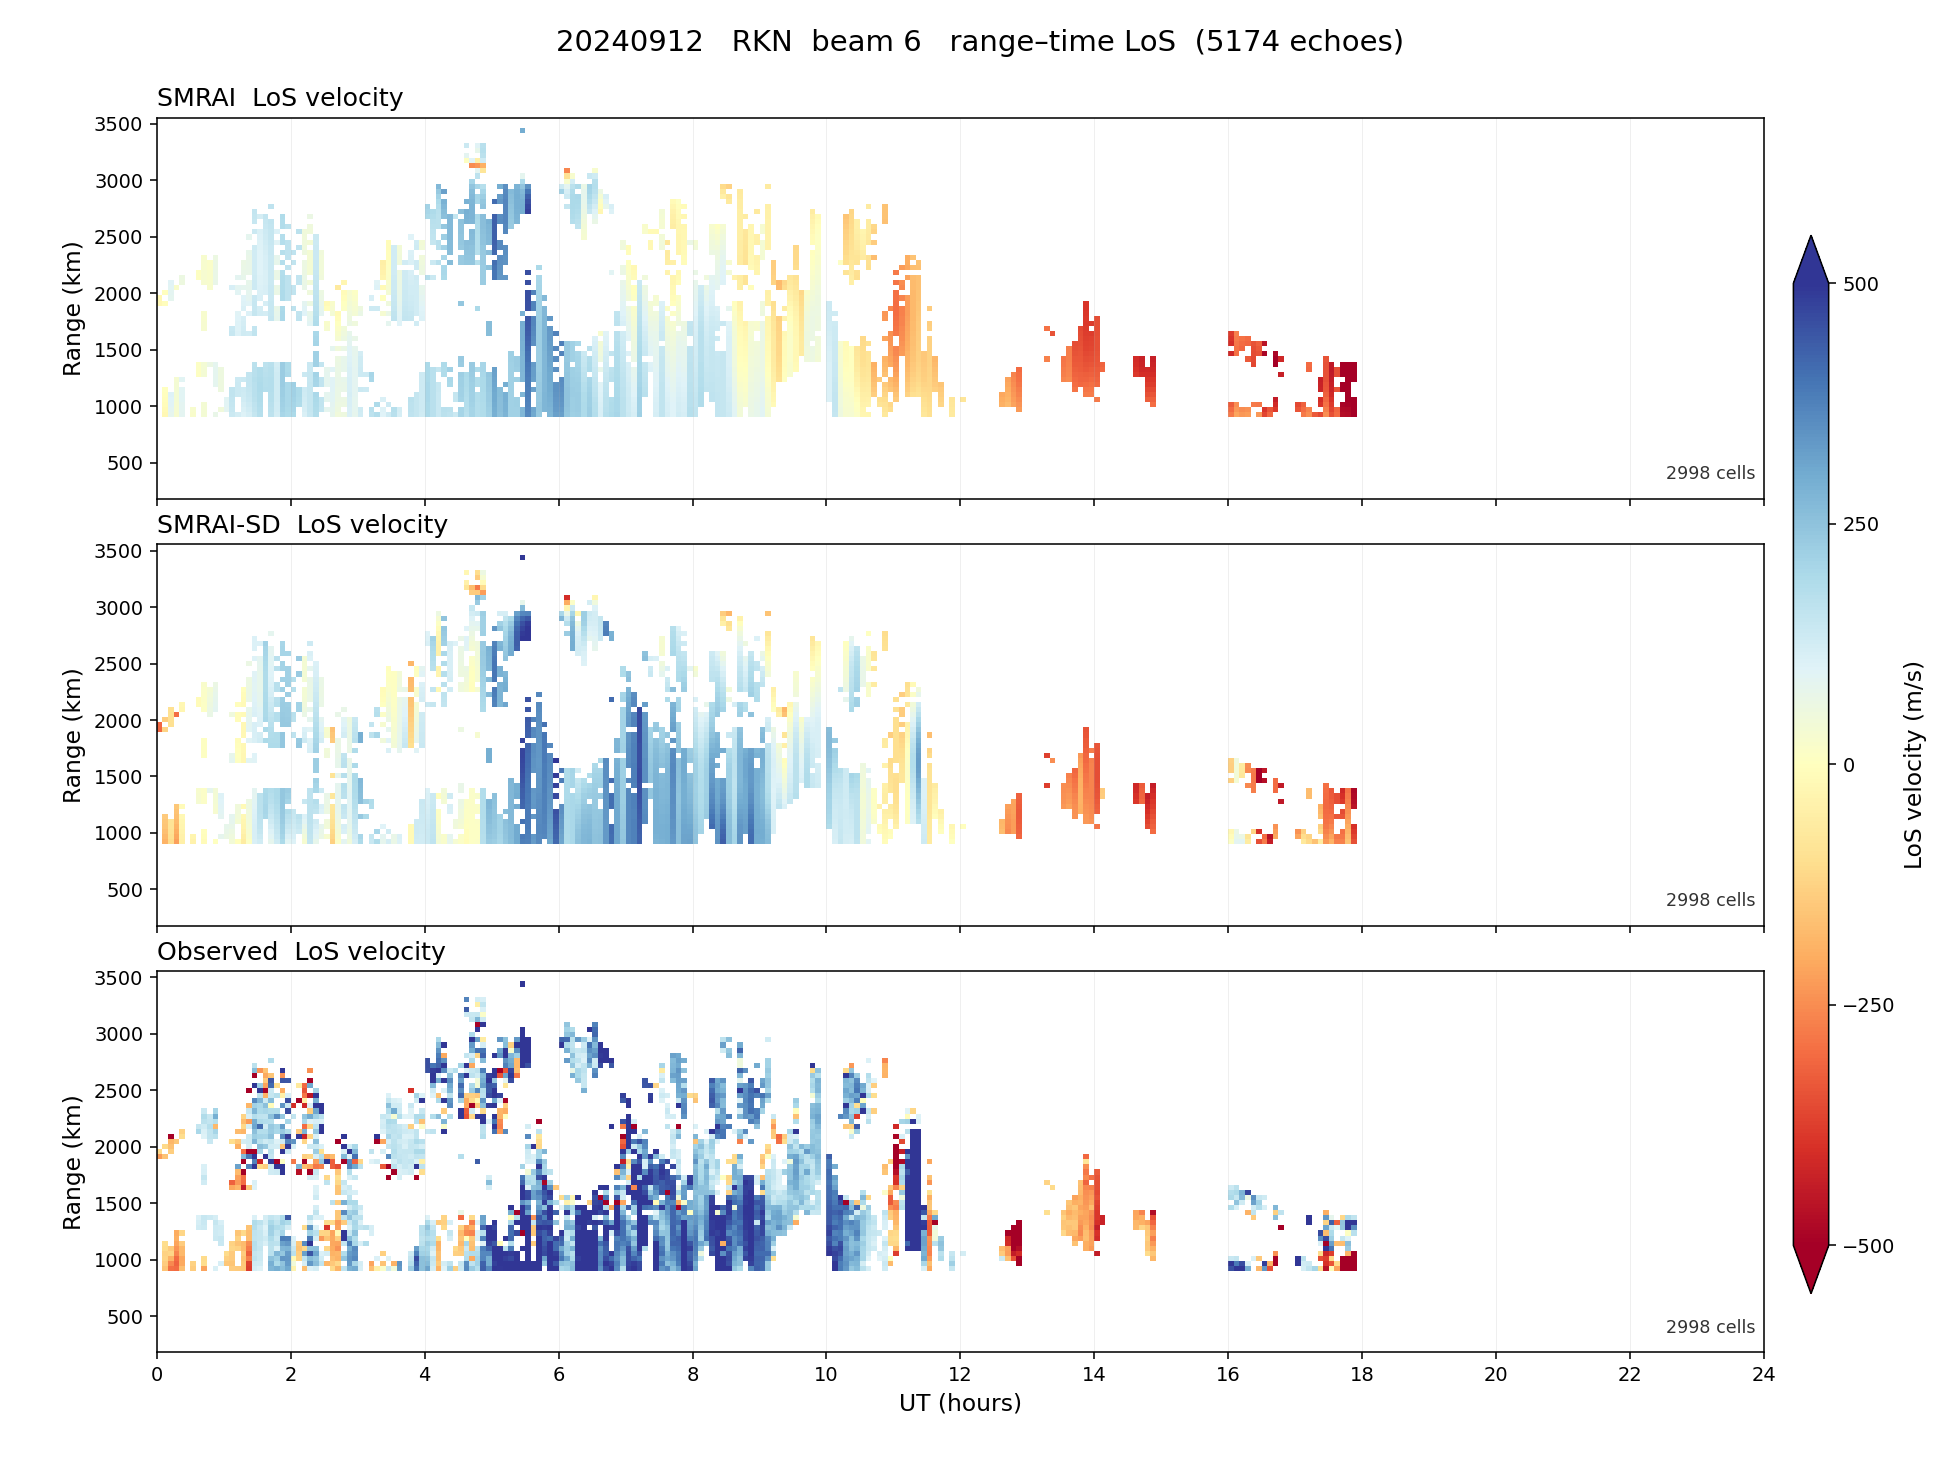 20240912   RKN  beam 6   range–time LoS  (5174 echoes)
SMRAI  LoS velocity
3500
3000
2500
2000
1500
1000
500
Range (km)
2998 cells
SMRAI-SD  LoS velocity
3500
3000
2500
2000
1500
1000
500
Range (km)
2998 cells
Observed  LoS velocity
3500
3000
2500
2000
1500
1000
500
Range (km)
2998 cells
0 2 4 6 8 10 12 14 16 18 20 22 24
UT (hours)
500
250
0
−250
−500
LoS velocity (m/s)